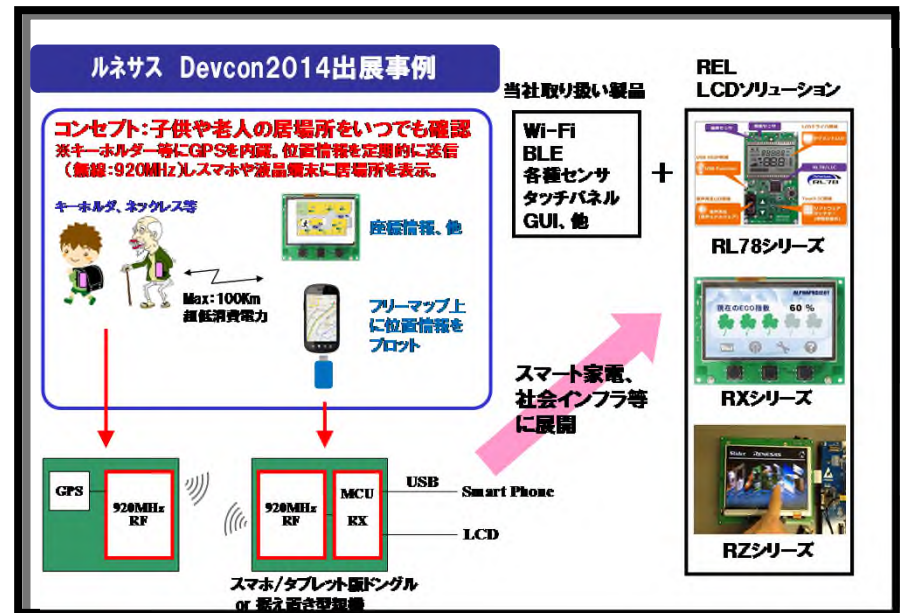 ルネサス Devcon2014出展事例
コンセプト:子供や老人の居場所をいつでも確認
※キーホルダー等にGPSを内蔵。位置情報を定期的に送信
(無線:920MHz)しスマホや液晶端末に居場所を表示。
キーホルダ、ネックレス等
Max:100Km
超低消費電力
座標情報、他
フリーマップ上
に位置情報を
プロット
GPS
920MHz
RF
920MHz
RF
MCU
RX
USB
Smart Phone
LCD
スマホ/タブレット版ドングル
or 据え置き型親機
当社取り扱い製品
Wi-Fi
BLE
各種センサ
タッチパネル
GUI、他
+
スマート家電、
社会インフラ等
に展開
REL
LCDソリューション
RL78
RL78シリーズ
ALPHAPROJECT
現在のECO指数 60 %
RXシリーズ
Slider RENESAS
RZシリーズ